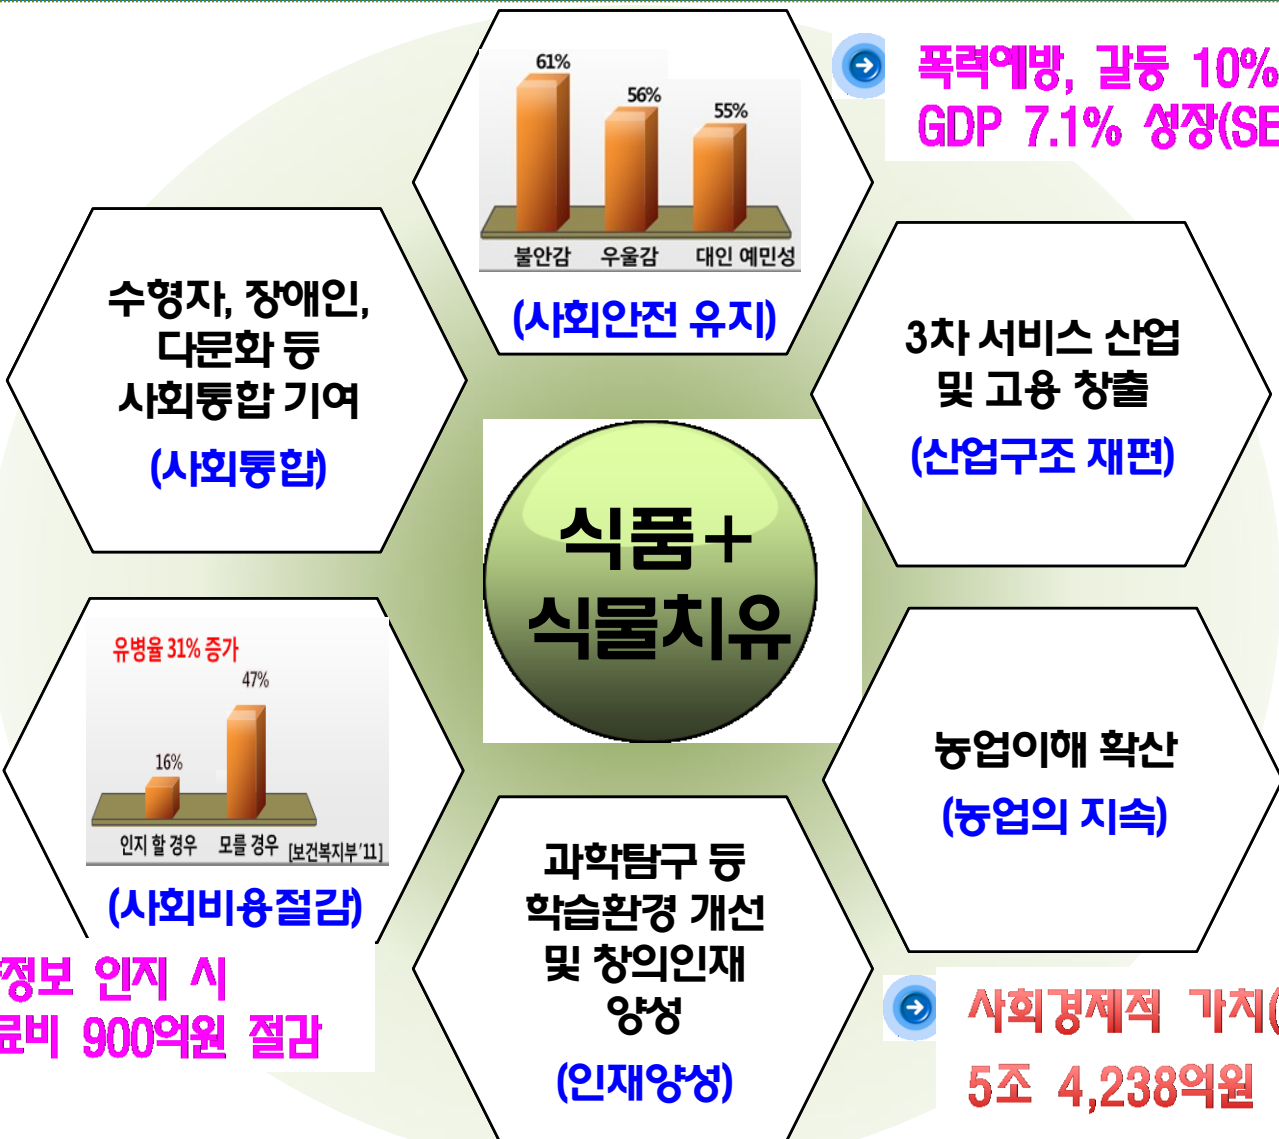 61%
56%
55%
불안감 우울감 대인 예민성
(사회안전 유지)
폭력예방, 갈등 10%
GDP 7.1% 성장(SE
수형자, 장애인,
다문화 등
사회통합 기여
(사회통합)
3차 서비스 산업
및 고용 창출
(산업구조 재편)
식품+
식물치유
유병율 31% 증가
47%
16%
인지 할 경우 모를 경우 [보건복지부'11]
(사회비용절감)
정보 인지 시
료비 900억원 절감
농업이해 확산
(농업의 지속)
과학탐구 등
학습환경 개선
및 창의인재
양성
(인재양성)
사회경제적 가치(
5조 4,238억원